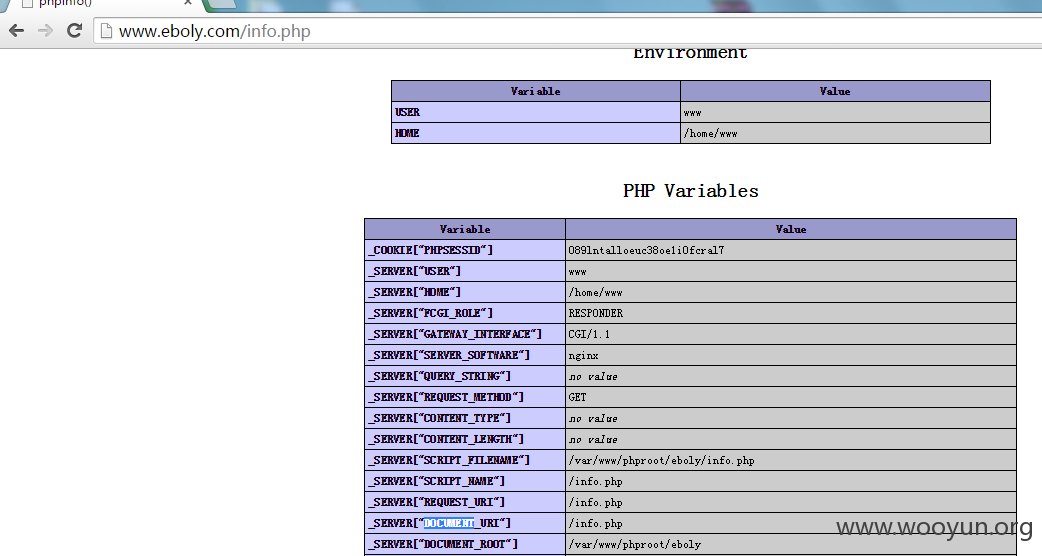 phpinfo()
www.eboly.com/info.php
Environment
Variable Value
USER www
HOME /home/www
PHP Variables
Variable Value
_COOKIE["PHPSESSID"] 089lntalloeuc38oe1i0fcral7
_SERVER["USER"] www
_SERVER["HOME"] /home/www
_SERVER["FCGI_ROLE"] RESPONDER
_SERVER["GATEWAY_INTERFACE"] CGI/1.1
_SERVER["SERVER_SOFTWARE"] nginx
_SERVER["QUERY_STRING"] no value
_SERVER["REQUEST_METHOD"] GET
_SERVER["CONTENT_TYPE"] no value
_SERVER["CONTENT_LENGTH"] no value
_SERVER["SCRIPT_FILENAME"] /var/www/phproot/eboly/info.php
_SERVER["SCRIPT_NAME"] /info.php
_SERVER["REQUEST_URI"] /info.php
_SERVER["DOCUMENT_URI"] /info.php
www.wooyun.org
_SERVER["DOCUMENT_ROOT"] /var/www/phproot/eboly